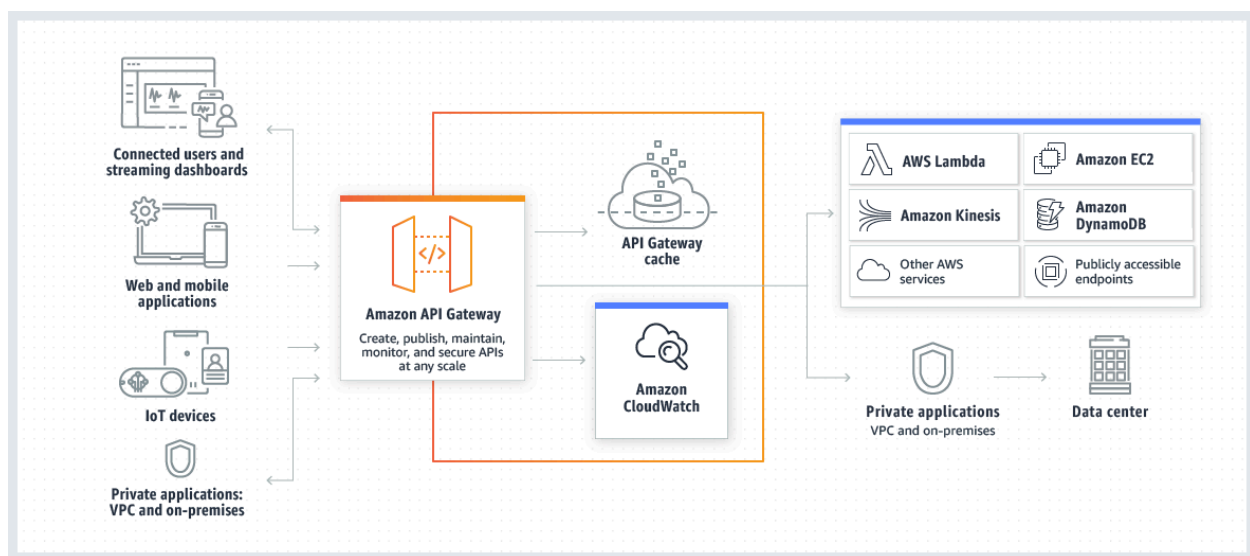 Connected users and
streaming dashboards
Web and mobile
applications
IoT devices
Private applications:
VPC and on-premises
</>
Amazon API Gateway
Create, publish, maintain,
monitor, and secure APIs
at any scale
API Gateway
cache
Amazon
CloudWatch
AWS Lambda
Amazon EC2
Amazon Kinesis
Amazon
DynamoDB
Other AWS
services
Publicly accessible
endpoints
Private applications
VPC and on-premises
Data center